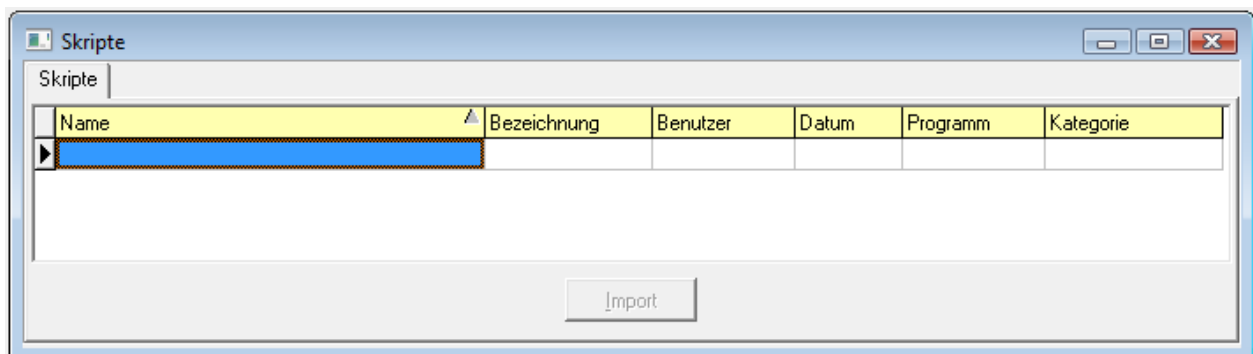 Skripte
Skripte
Name Bezeichnung Benutzer Datum Programm Kategorie
Import